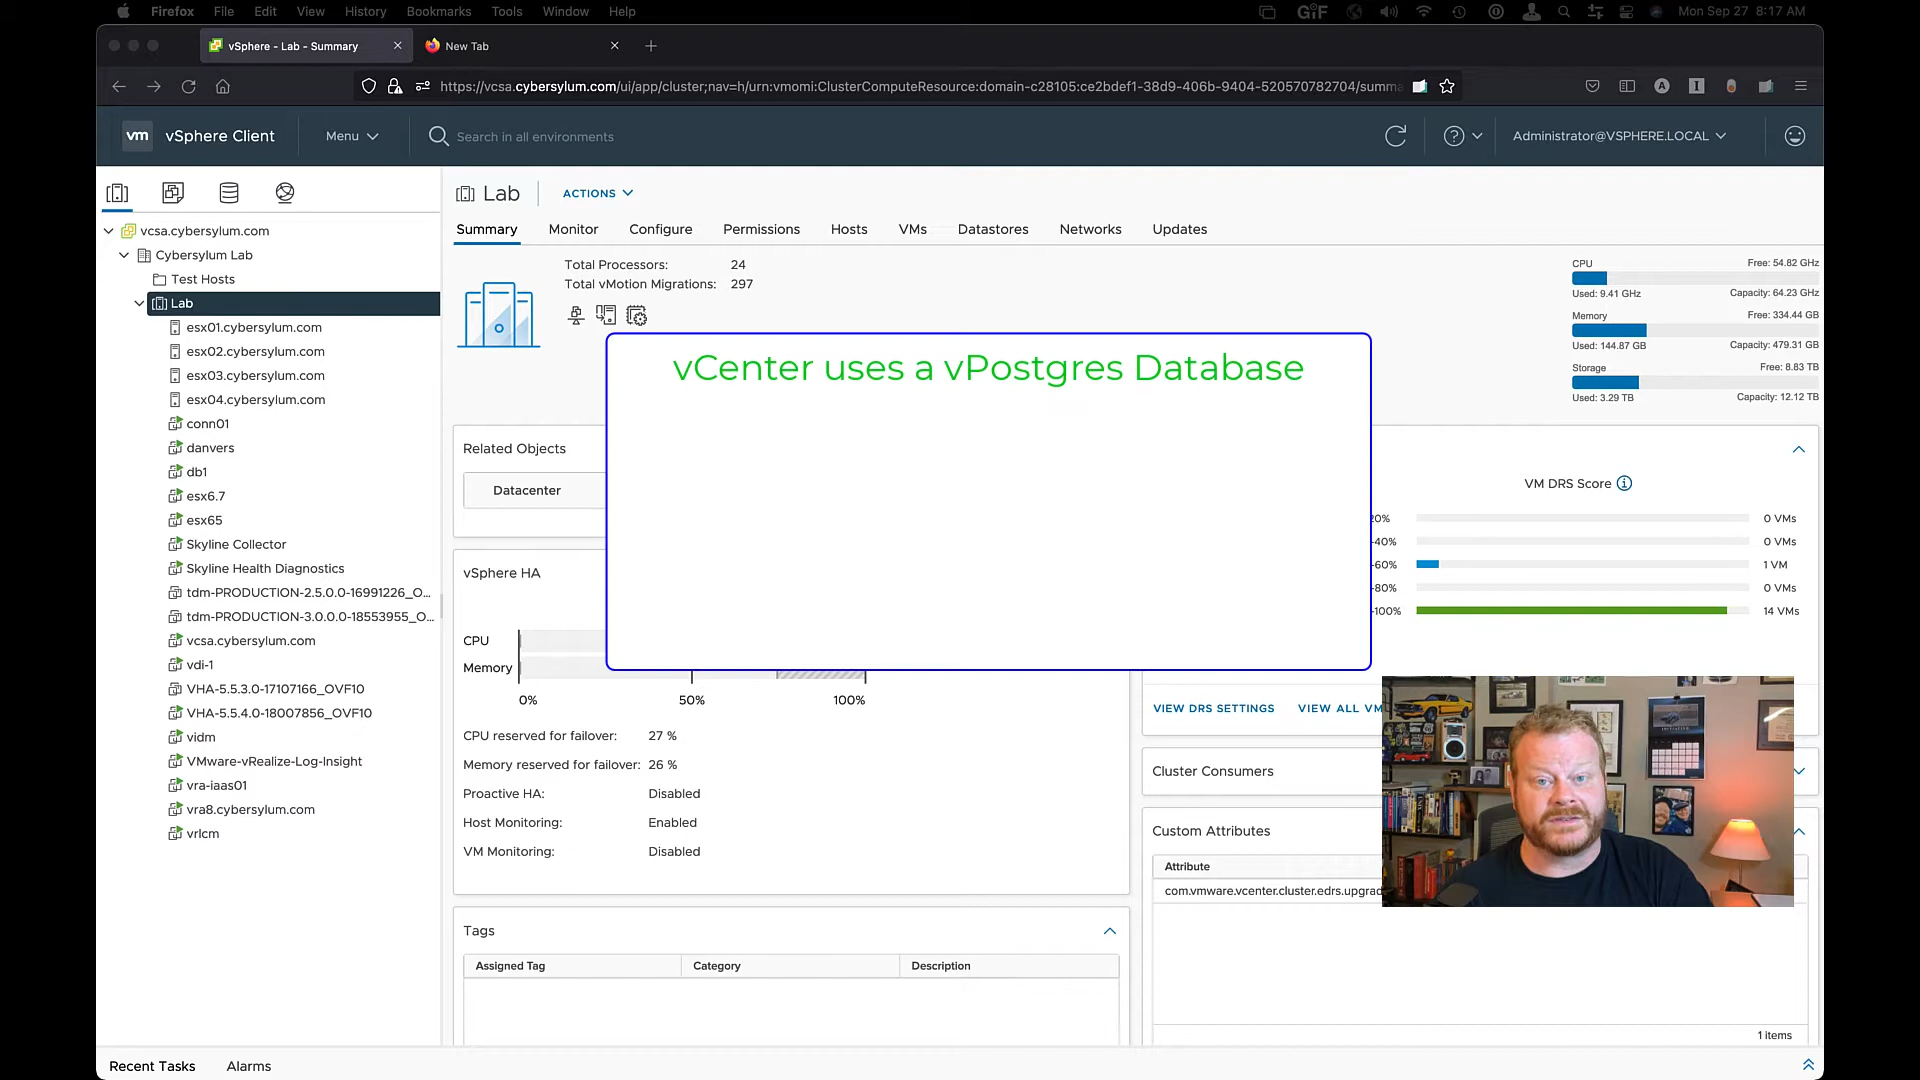 Firefox File Edit View History Bookmarks Tools Window Help
GIF
Mon Sep 27 8:17 AM
vSphere - Lab - Summary
New Tab
https://vcsa.cybersylum.com/ui/app/cluster;nav=h/urn:vmomi:ClusterComputeResource:domain-c28105:ce2bdef1-38d9-406b-9404-520570782704/summa
vm vSphere Client
Menu
Search in all environments
Administrator@VSPHERE.LOCAL
vcsa.cybersylum.com
Cybersylum Lab
Test Hosts
Lab
esx01.cybersylum.com
esx02.cybersylum.com
esx03.cybersylum.com
esx04.cybersylum.com
conn01
danvers
db1
esx6.7
esx65
Skyline Collector
Skyline Health Diagnostics
tdm-PRODUCTION-2.5.0.0-16991226_O...
tdm-PRODUCTION-3.0.0.0-18553955_O...
vcsa.cybersylum.com
vdi-1
VHA-5.5.3.0-17107166_OVF10
VHA-5.5.4.0-18007856_OVF10
vidm
VMware-vRealize-Log-Insight
vra-iaas01
vra8.cybersylum.com
vrlcm
Lab
ACTIONS
Summary Monitor Configure Permissions Hosts VMs Datastores Networks Updates
Total Processors: 24
Total vMotion Migrations: 297
CPU Free: 54.82 GHz
Used: 9.41 GHz Capacity: 64.23 GHz
Memory Free: 334.44 GB
Used: 144.87 GB Capacity: 479.31 GB
Storage Free: 8.83 TB
Used: 3.29 TB Capacity: 12.12 TB
vCenter uses a vPostgres Database
Related Objects
Datacenter
vSphere HA
CPU
Memory
0% 50% 100%
CPU reserved for failover: 27 %
Memory reserved for failover: 26 %
Proactive HA: Disabled
Host Monitoring: Enabled
VM Monitoring: Disabled
Tags
Assigned Tag Category Description
VM DRS Score
20% 0 VMs
-40% 0 VMs
-60% 1 VM
-80% 0 VMs
-100% 14 VMs
VIEW DRS SETTINGS VIEW ALL VM
Cluster Consumers
Custom Attributes
Attribute
com.vmware.vcenter.cluster.edrs.upgrad
1 items
Recent Tasks Alarms